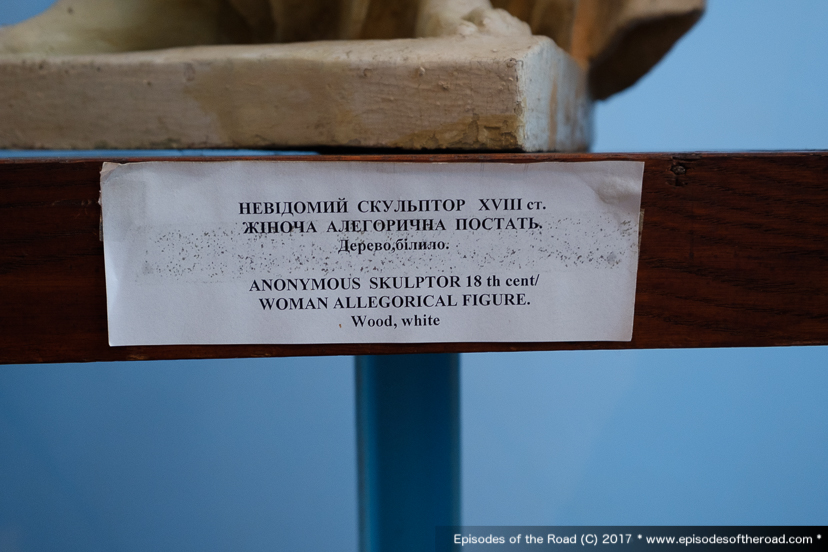 НЕВІДОМИЙ СКУЛЬПТОР XVIII ст.
ЖІНОЧА АЛЕГОРИЧНА ПОСТАТЬ.
Дерево,білило.
ANONYMOUS SKULPTOR 18 th cent/
WOMAN ALLEGORICAL FIGURE.
Wood, white
Episodes of the Road (C) 2017 * www.episodesoftheroad.com *